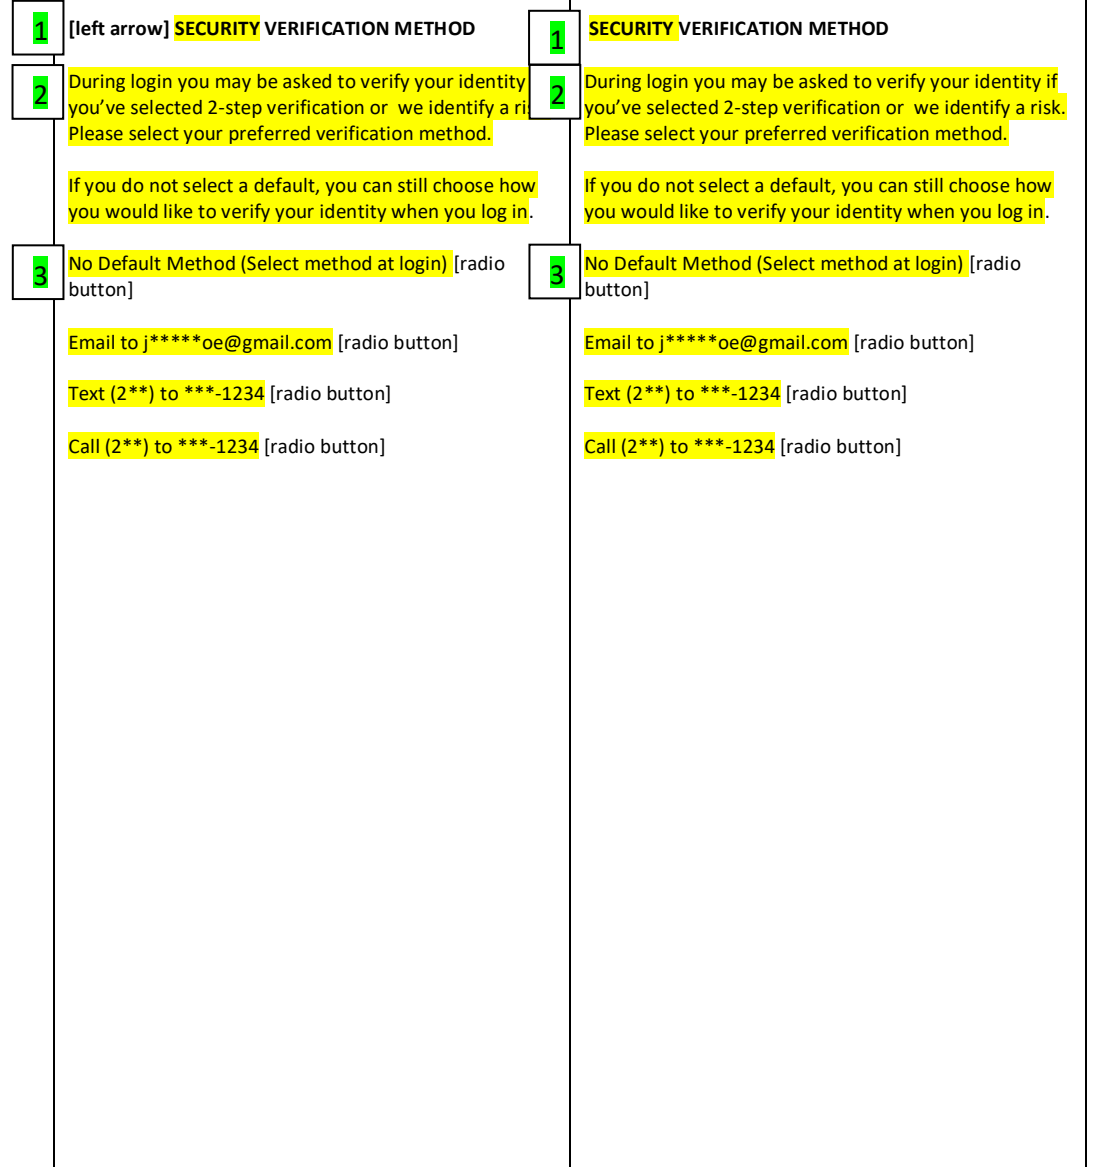 1
[left arrow] SECURITY VERIFICATION METHOD
2
During login you may be asked to verify your identity
you’ve selected 2-step verification or  we identify a
Please select your preferred verification method.
If you do not select a default, you can still choose how
you would like to verify your identity when you log in.
3
No Default Method (Select method at login) [radio
button]
Email to j*****oe@gmail.com [radio button]
Text (2**) to ***-1234 [radio button]
Call (2**) to ***-1234 [radio button]
1
SECURITY VERIFICATION METHOD
2
During login you may be asked to verify your identity if
you’ve selected 2-step verification or  we identify a risk.
Please select your preferred verification method.
If you do not select a default, you can still choose how
you would like to verify your identity when you log in.
3
No Default Method (Select method at login) [radio
button]
Email to j*****oe@gmail.com [radio button]
Text (2**) to ***-1234 [radio button]
Call (2**) to ***-1234 [radio button]